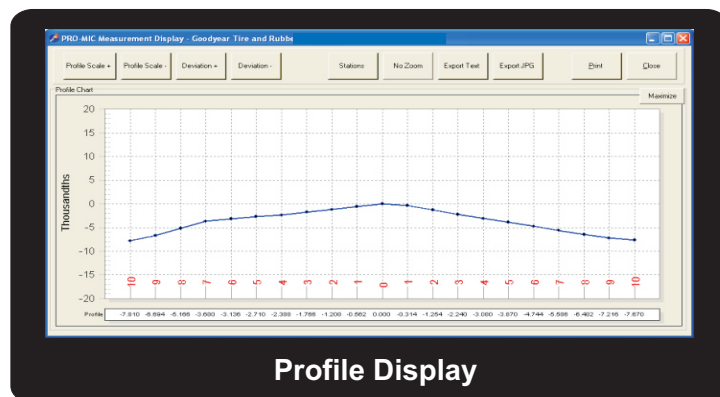 PRO-MIC Measurement Display - Goodyear Tire and Rubbe
Profile Scale + Profile Scale - Deviation + Deviation - Stations No Zoom Export Text Export JPG Print Close
Profile Chart
Maximize
20
15
10
5
0
-5
-10
-15
-20
Thousandths
10 9 8 7 6 5 4 3 2 1 0 1 2 3 4 5 6 7 8 9 10
Profile -7.810 -6.694 -5.166 -3.680 -3.136 -2.710 -2.388 -1.766 -1.208 -0.562 0.000 -0.314 -1.254 -2.240 -3.080 -3.870 -4.744 -5.596 -6.482 -7.216 -7.670
Profile Display